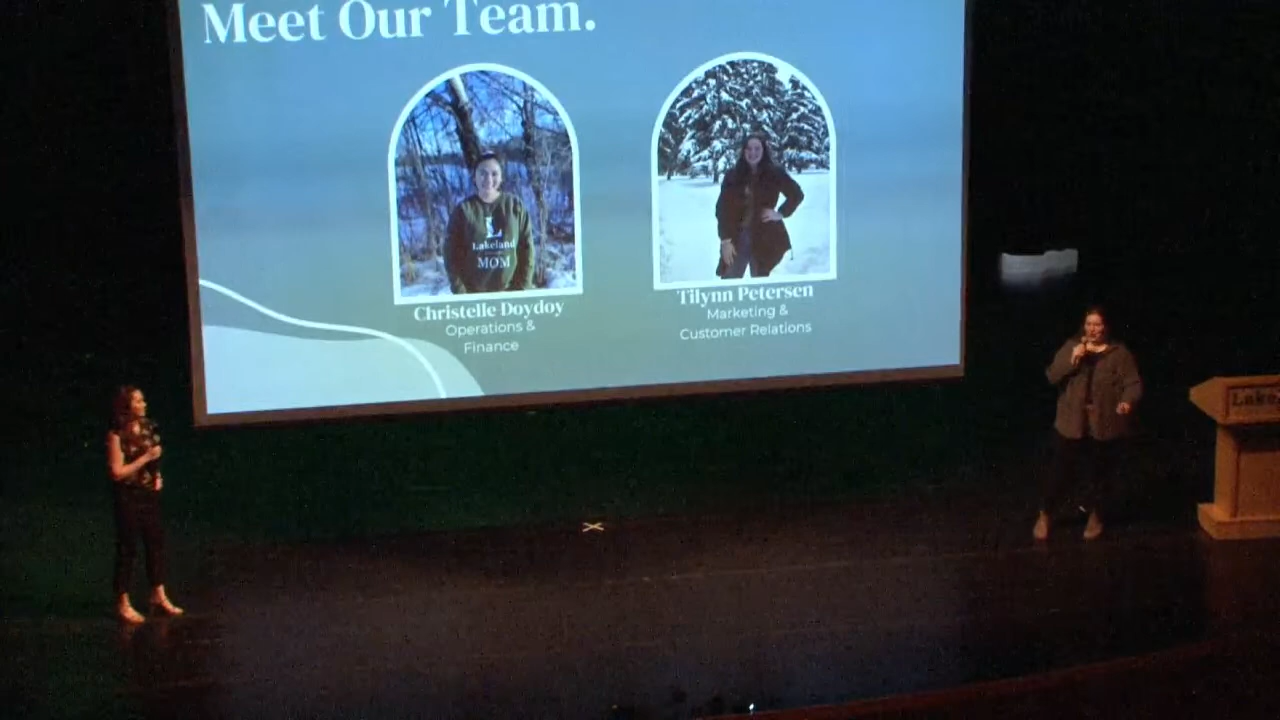 Meet Our Team.
L
Lakeland
MOM
Christelle Doydoy
Operations &
Finance
Tilynn Petersen
Marketing &
Customer Relations
Lake